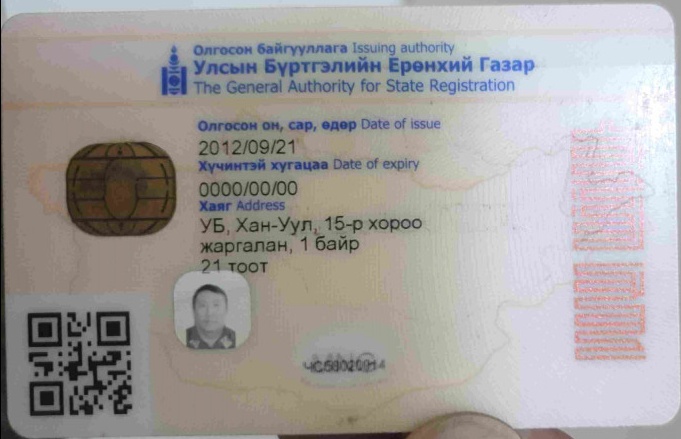 Олгосон байгууллага Issuing authority
Улсын Бүртгэлийн Ерөнхий Газар
The General Authority for State Registration
Олгосон он, сар, өдөр Date of issue
2012/09/21
Хүчинтэй хугацаа Date of expiry
0000/00/00
Хаяг Address
УБ, Хан-Уул, 15-р хороо
жаргалан, 1 байр
21 тоот
MNG